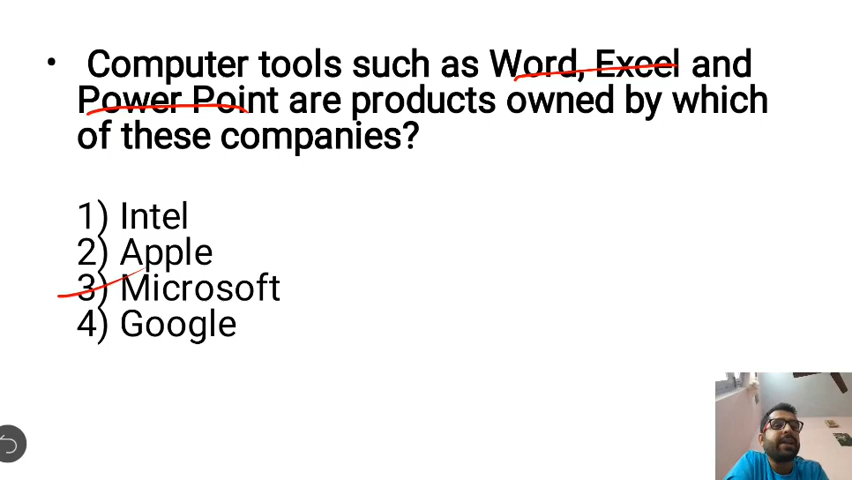 • Computer tools such as Word, Excel and
Power Point are products owned by which
of these companies?
1) Intel
2) Apple
3) Microsoft
4) Google